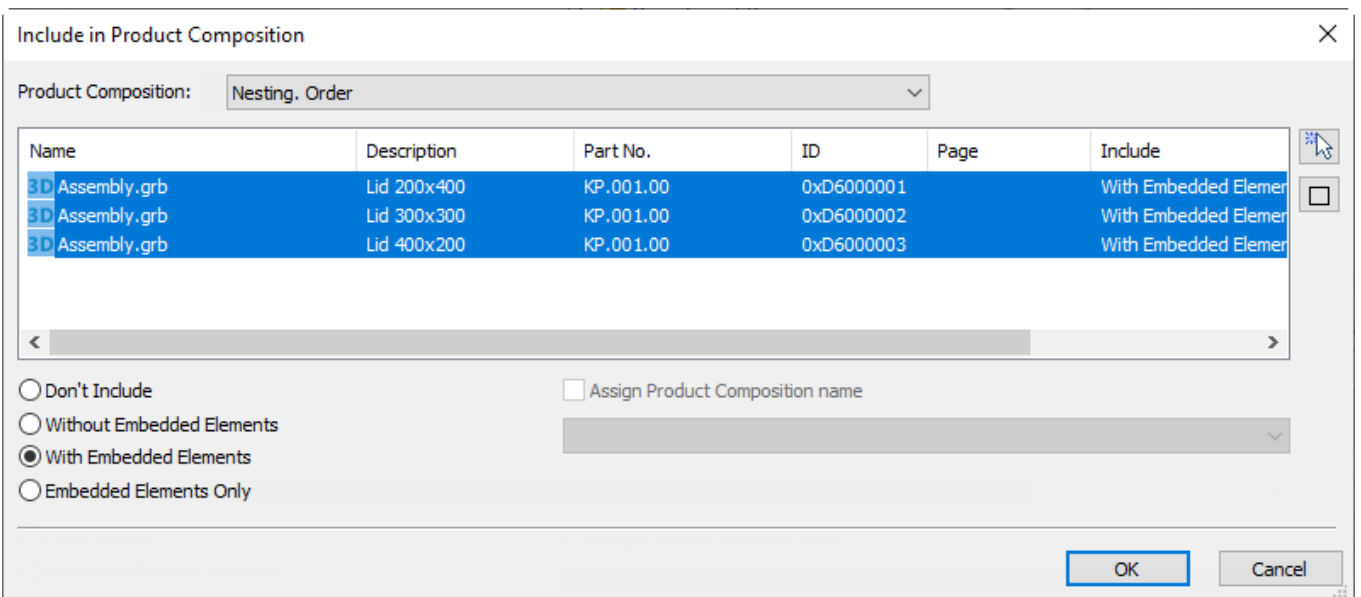 Include in Product Composition
Product Composition: Nesting. Order
Name Description Part No. ID Page Include
3D Assembly.grb Lid 200x400 KP.001.00 0xD6000001 With Embedded Elemer
3D Assembly.grb Lid 300x300 KP.001.00 0xD6000002 With Embedded Elemer
3D Assembly.grb Lid 400x200 KP.001.00 0xD6000003 With Embedded Elemer
Don't Include Assign Product Composition name
Without Embedded Elements
With Embedded Elements
Embedded Elements Only
OK Cancel